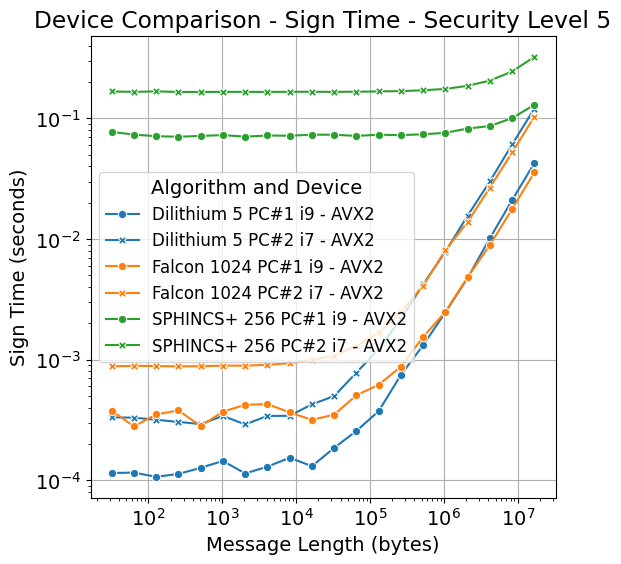 Device Comparison - Sign Time - Security Level 5
Sign Time (seconds)
10⁻¹
10⁻²
10⁻³
10⁻⁴
Algorithm and Device
Dilithium 5 PC#1 i9 - AVX2
Dilithium 5 PC#2 i7 - AVX2
Falcon 1024 PC#1 i9 - AVX2
Falcon 1024 PC#2 i7 - AVX2
SPHINCS+ 256 PC#1 i9 - AVX2
SPHINCS+ 256 PC#2 i7 - AVX2
10² 10³ 10⁴ 10⁵ 10⁶ 10⁷
Message Length (bytes)